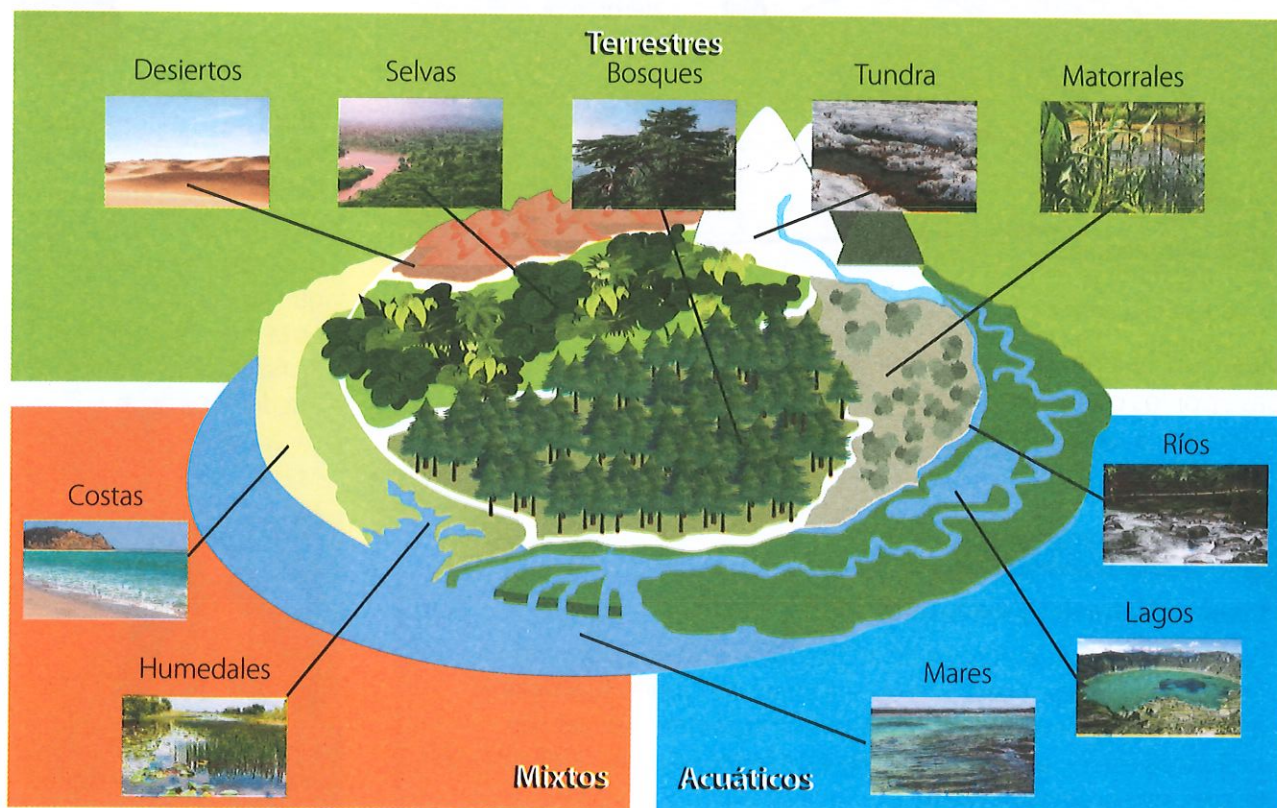 Terrestres
Desiertos
Selvas
Bosques
Tundra
Matorrales
Costas
Humedales
Mixtos
Ríos
Lagos
Mares
Acuáticos